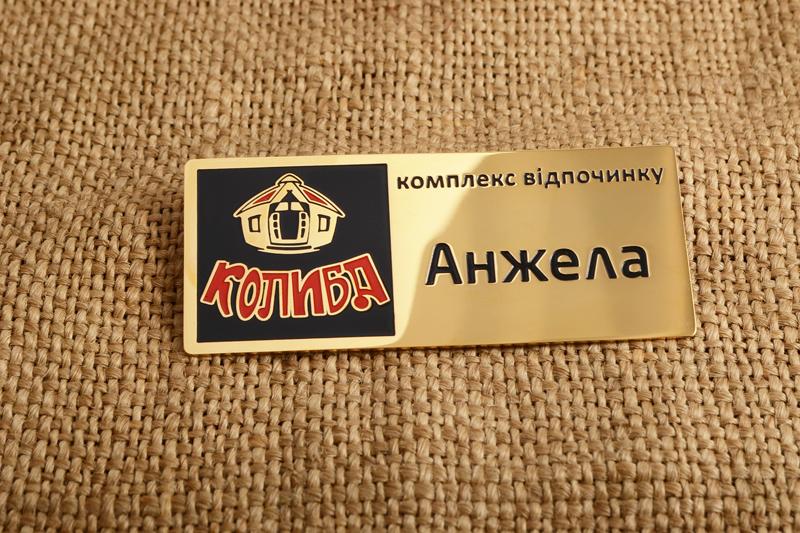 КОЛИБА
комплекс відпочинку
Анжела